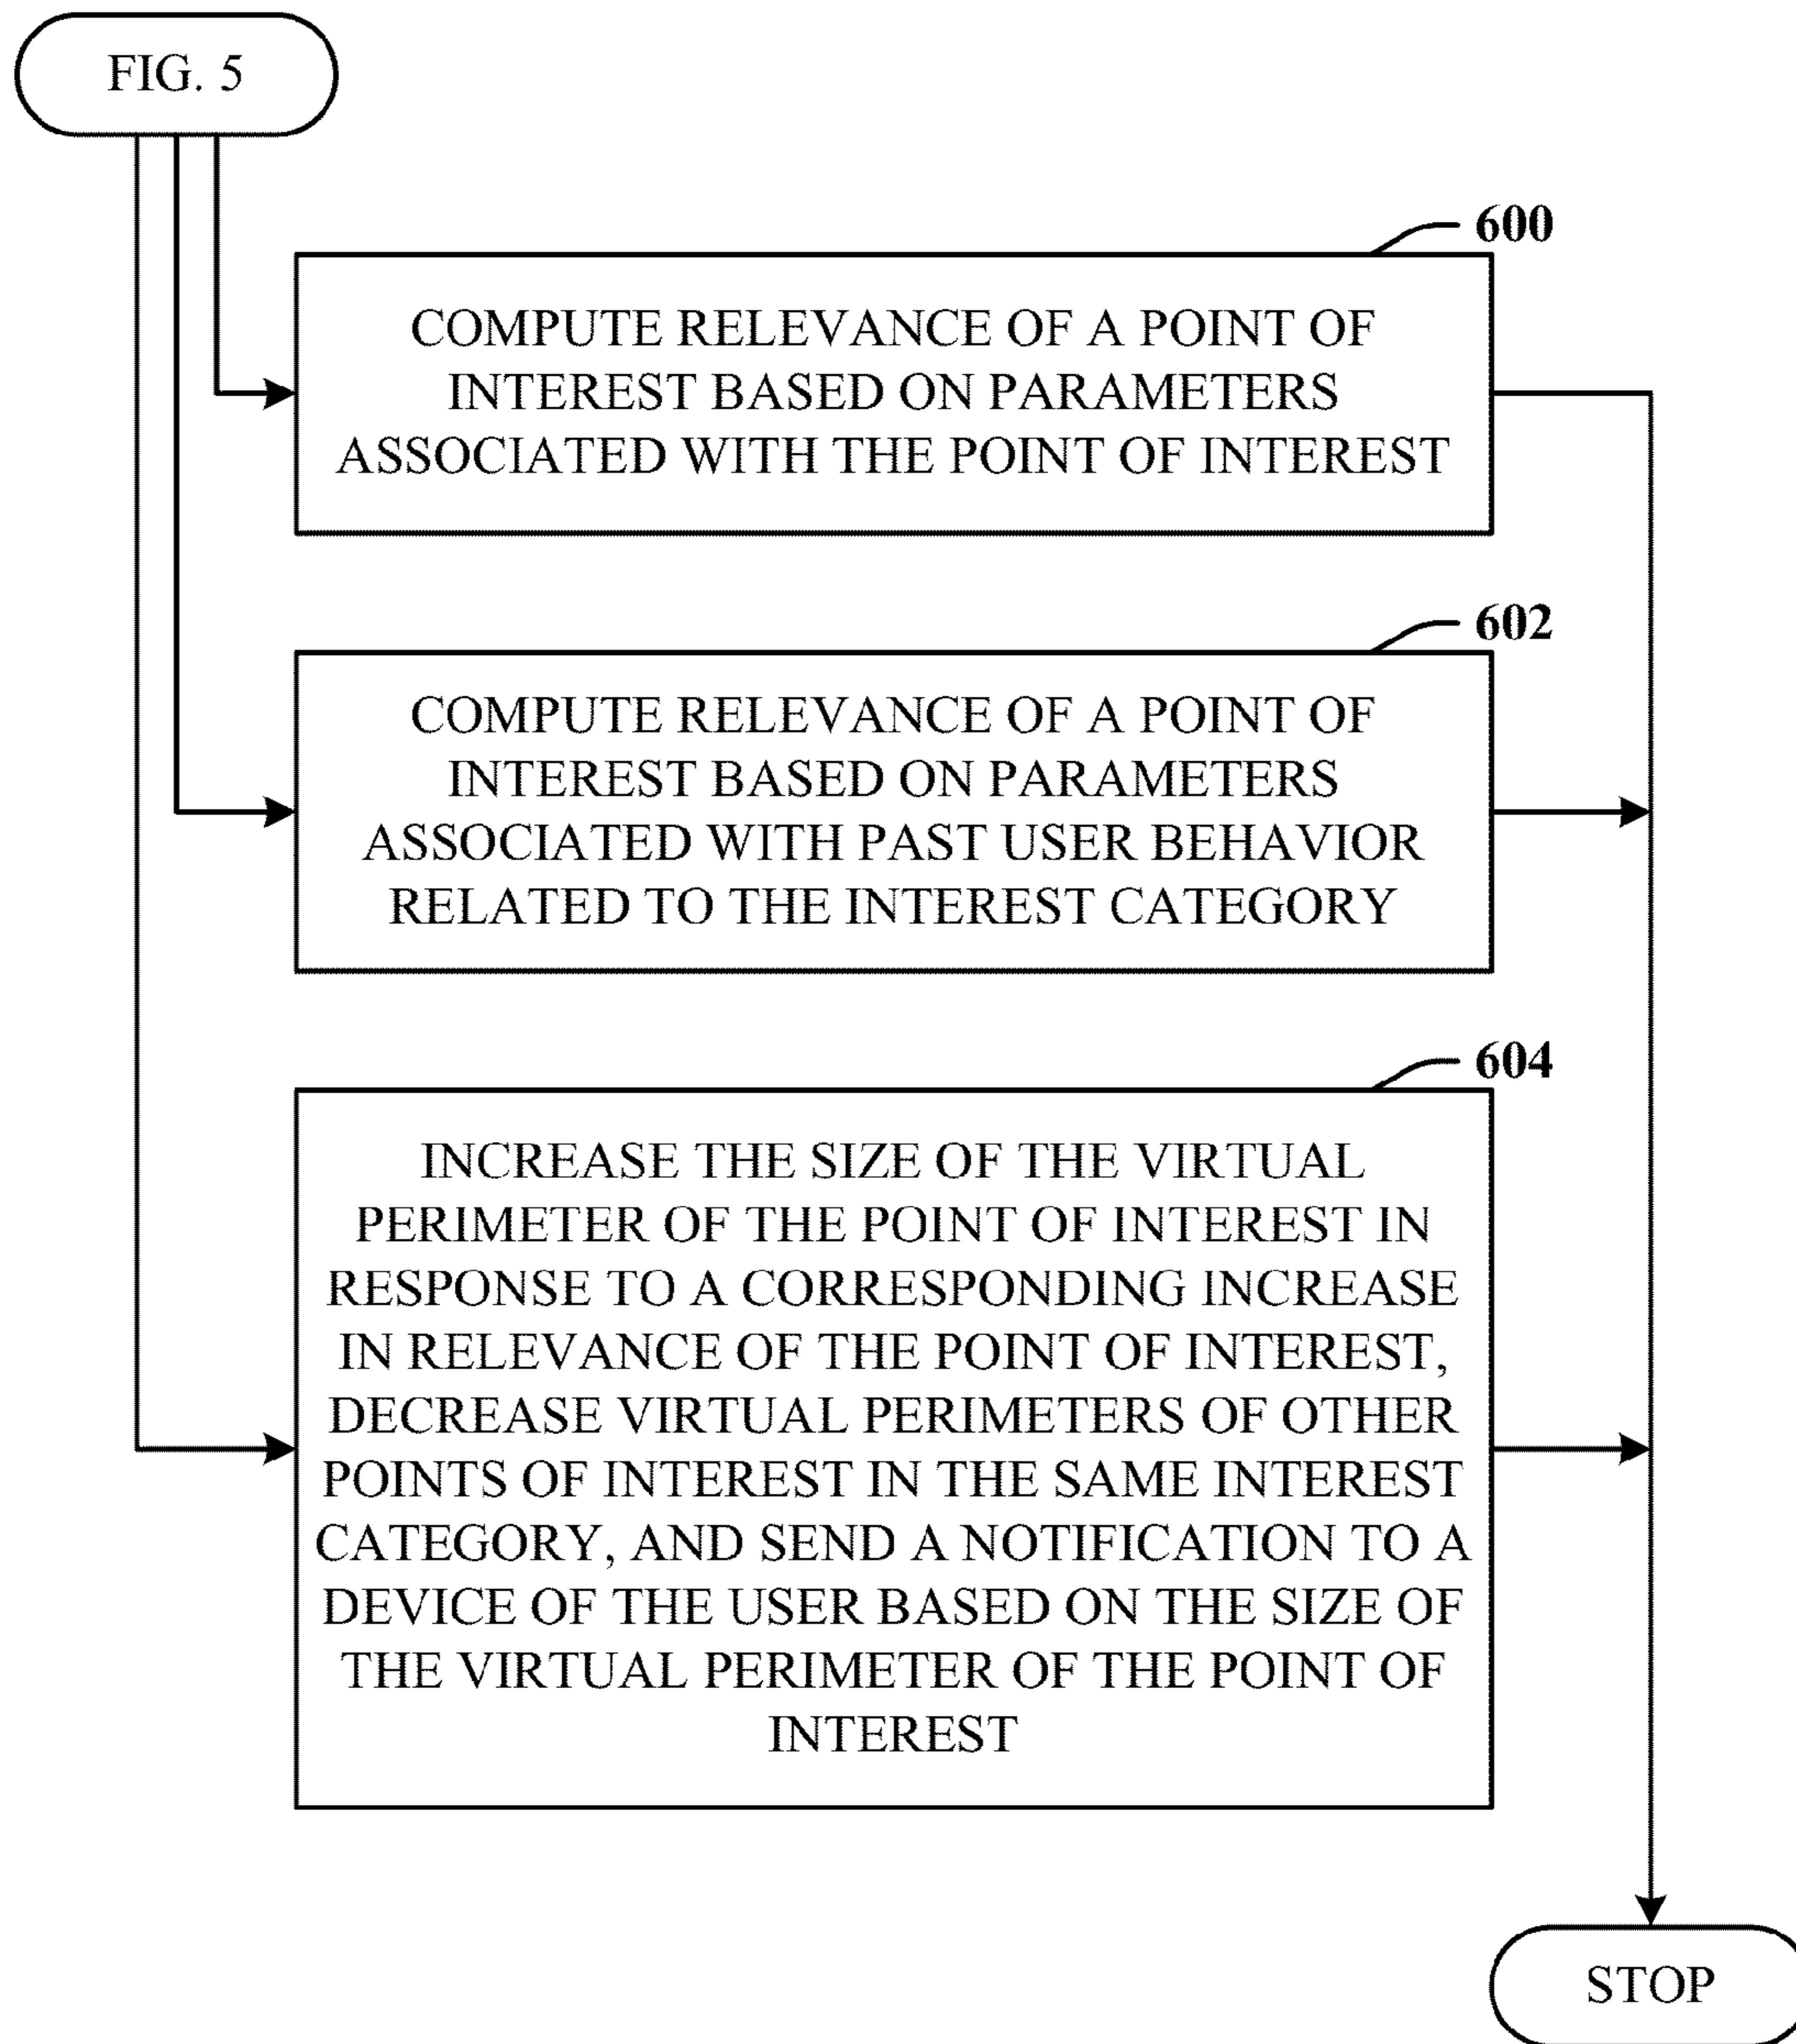 FIG. 5
600
COMPUTE RELEVANCE OF A POINT OF
INTEREST BASED ON PARAMETERS
ASSOCIATED WITH THE POINT OF INTEREST
602
COMPUTE RELEVANCE OF A POINT OF
INTEREST BASED ON PARAMETERS
ASSOCIATED WITH PAST USER BEHAVIOR
RELATED TO THE INTEREST CATEGORY
604
INCREASE THE SIZE OF THE VIRTUAL
PERIMETER OF THE POINT OF INTEREST IN
RESPONSE TO A CORRESPONDING INCREASE
IN RELEVANCE OF THE POINT OF INTEREST,
DECREASE VIRTUAL PERIMETERS OF OTHER
POINTS OF INTEREST IN THE SAME INTEREST
CATEGORY, AND SEND A NOTIFICATION TO A
DEVICE OF THE USER BASED ON THE SIZE OF
THE VIRTUAL PERIMETER OF THE POINT OF
INTEREST
STOP